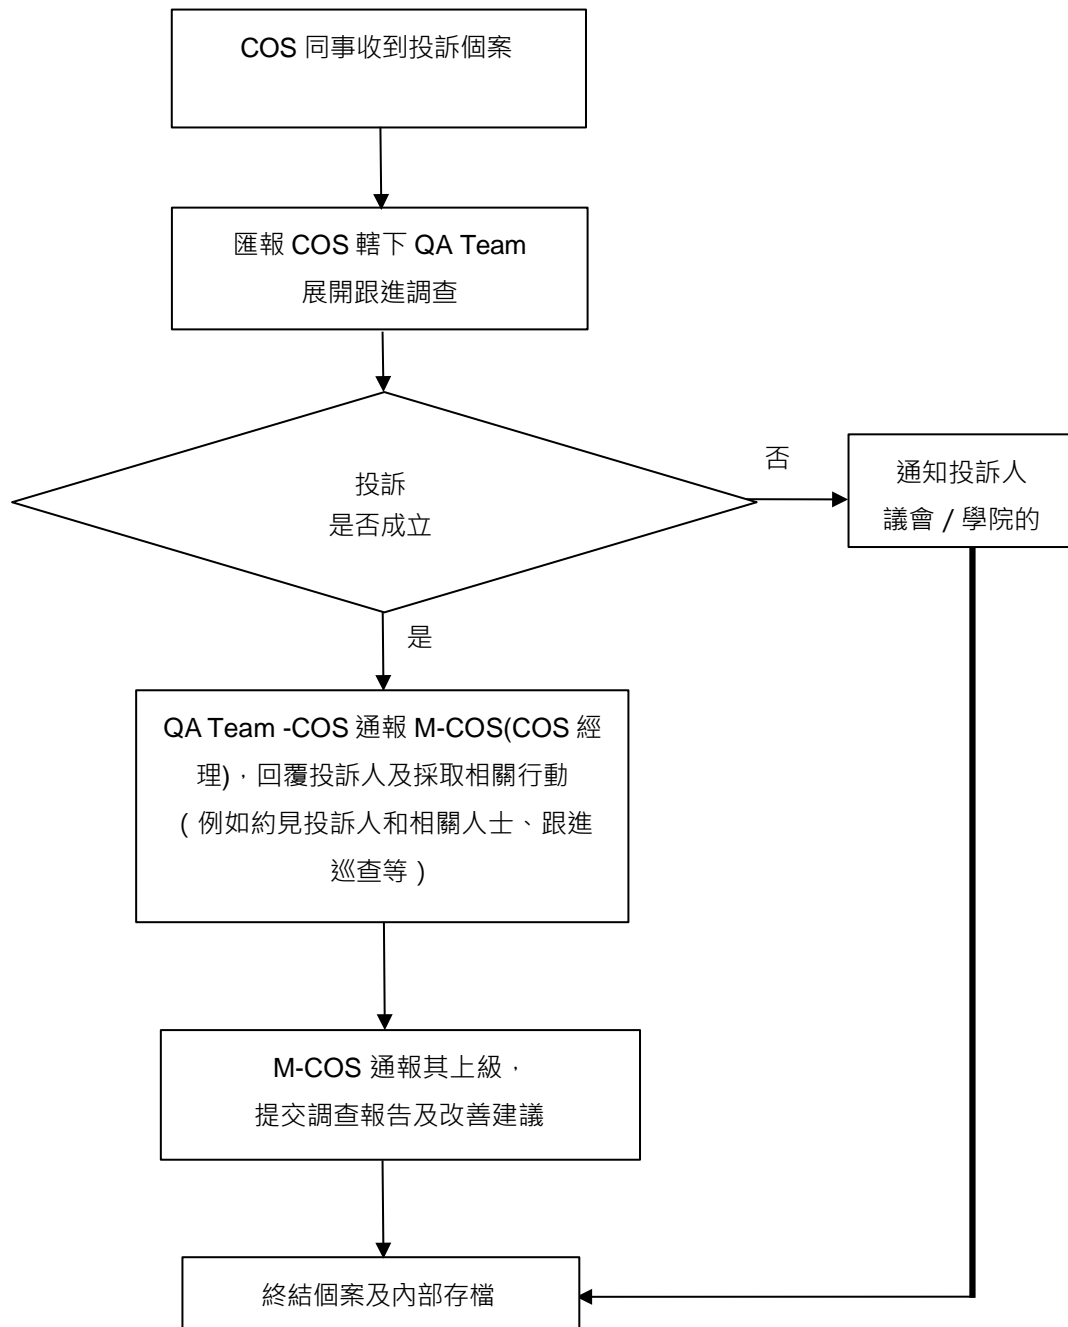 COS 同事收到投訴個案
匯報 COS 轄下 QA Team
展開跟進調查
投訴
是否成立
否
通知投訴人
議會 / 學院的
是
QA Team -COS 通報 M-COS(COS 經
理)，回覆投訴人及採取相關行動
（例如約見投訴人和相關人士、跟進
巡查等）
M-COS 通報其上級，
提交調查報告及改善建議
終結個案及內部存檔